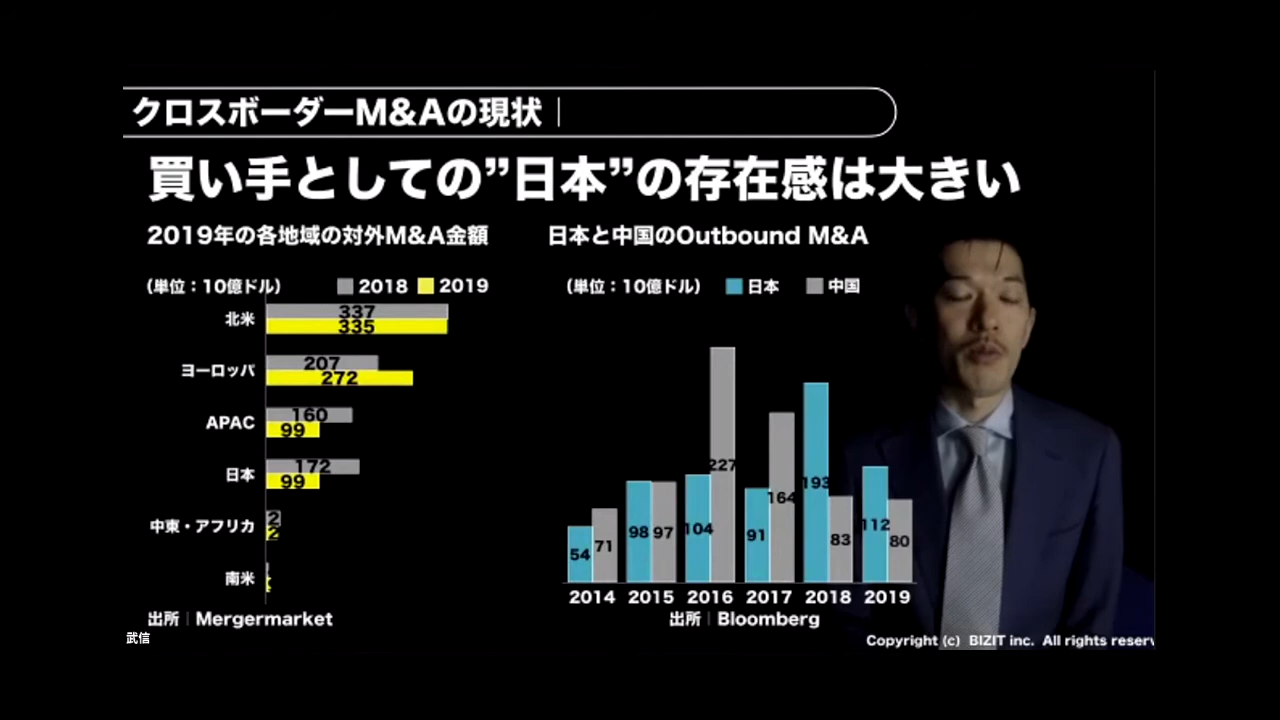 クロスボーダーM&Aの現状｜
買い手としての”日本”の存在感は大きい
2019年の各地域の対外M&A金額
（単位：10億ドル） 2018 2019
北米 337
335
ヨーロッパ 207
272
APAC 160
99
日本 172
99
中東・アフリカ
南米
出所｜Mergermarket
日本と中国のOutbound M&A
（単位：10億ドル） 日本 中国
54 71 98 97 104 227 91 164 193 83 112 80
2014 2015 2016 2017 2018 2019
出所｜Bloomberg
武信
Copyright (c) BIZIT inc. All rights reserv